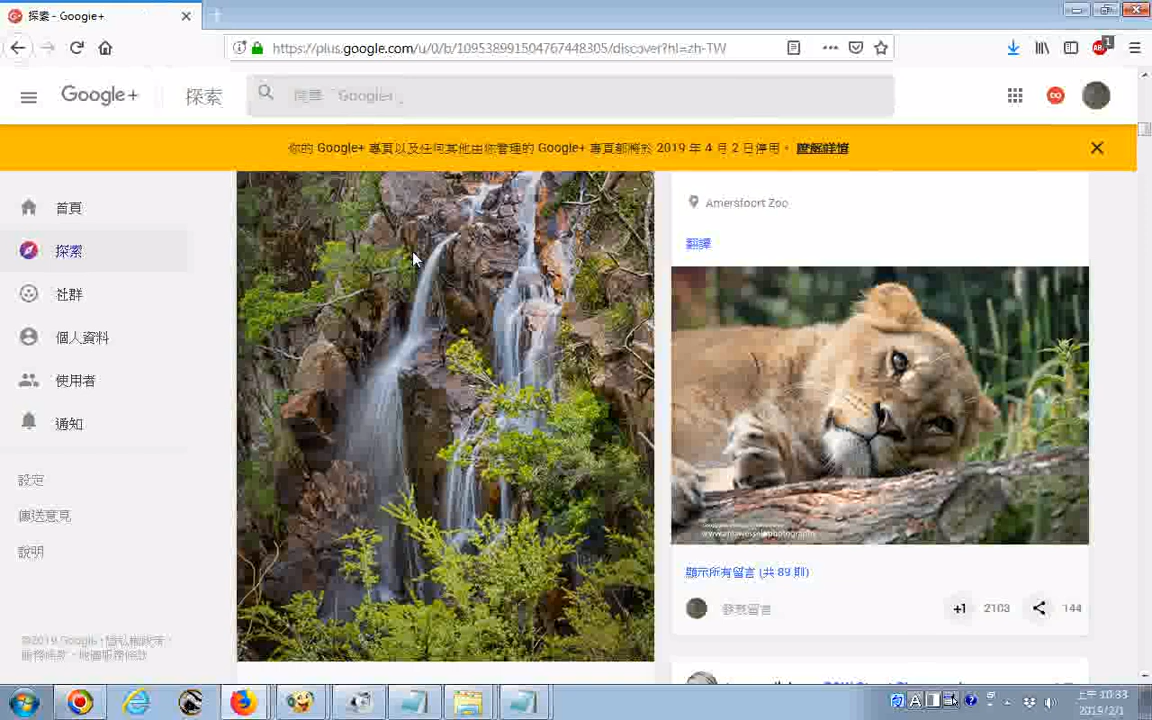 探索 - Google+
https://plus.google.com/u/0/b/109538991504767448305/discover?hl=zh-TW
1
Google+
探索
搜尋「Google+」
你的 Google+ 專頁以及任何其他由你管理的 Google+ 專頁都將於 2019 年 4 月 2 日停用。 瞭解詳情
首頁
探索
社群
個人資料
使用者
通知
設定
傳送意見
說明
©2019 Google
Amersfoort Zoo
翻譯
顯示所有留言 (共 89 則)
發表留言
+1
2103
144
上午 10:33
2019/2/1